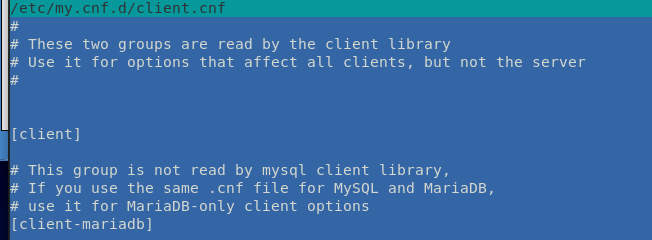 /etc/my.cnf.d/client.cnf
#
# These two groups are read by the client library
# Use it for options that affect all clients, but not the server
#
[client]
# This group is not read by mysql client library,
# If you use the same .cnf file for MySQL and MariaDB,
# use it for MariaDB-only client options
[client-mariadb]